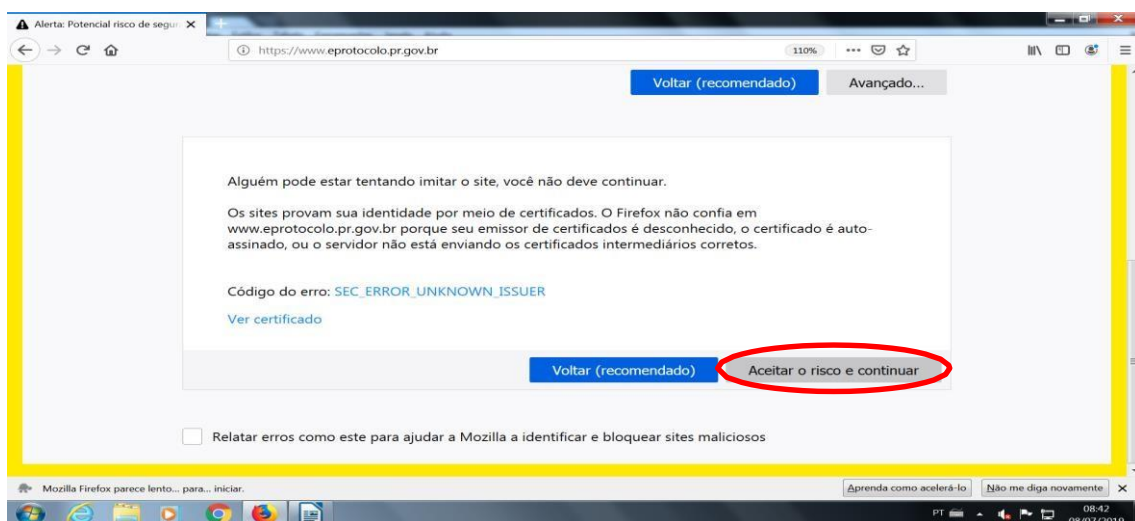 Alerta: Potencial risco de segur
https://www.eprotocolo.pr.gov.br
110%
Voltar (recomendado)
Avançado...
Alguém pode estar tentando imitar o site, você não deve continuar.
Os sites provam sua identidade por meio de certificados. O Firefox não confia em
www.eprotocolo.pr.gov.br porque seu emissor de certificados é desconhecido, o certificado é auto-
assinado, ou o servidor não está enviando os certificados intermediários corretos.
Código do erro: SEC_ERROR_UNKNOWN_ISSUER
Ver certificado
Voltar (recomendado)
Aceitar o risco e continuar
Relatar erros como este para ajudar a Mozilla a identificar e bloquear sites maliciosos
Mozilla Firefox parece lento... para... iniciar.
Aprenda como acelerá-lo
Não me diga novamente
PT
08:42
08/07/2019